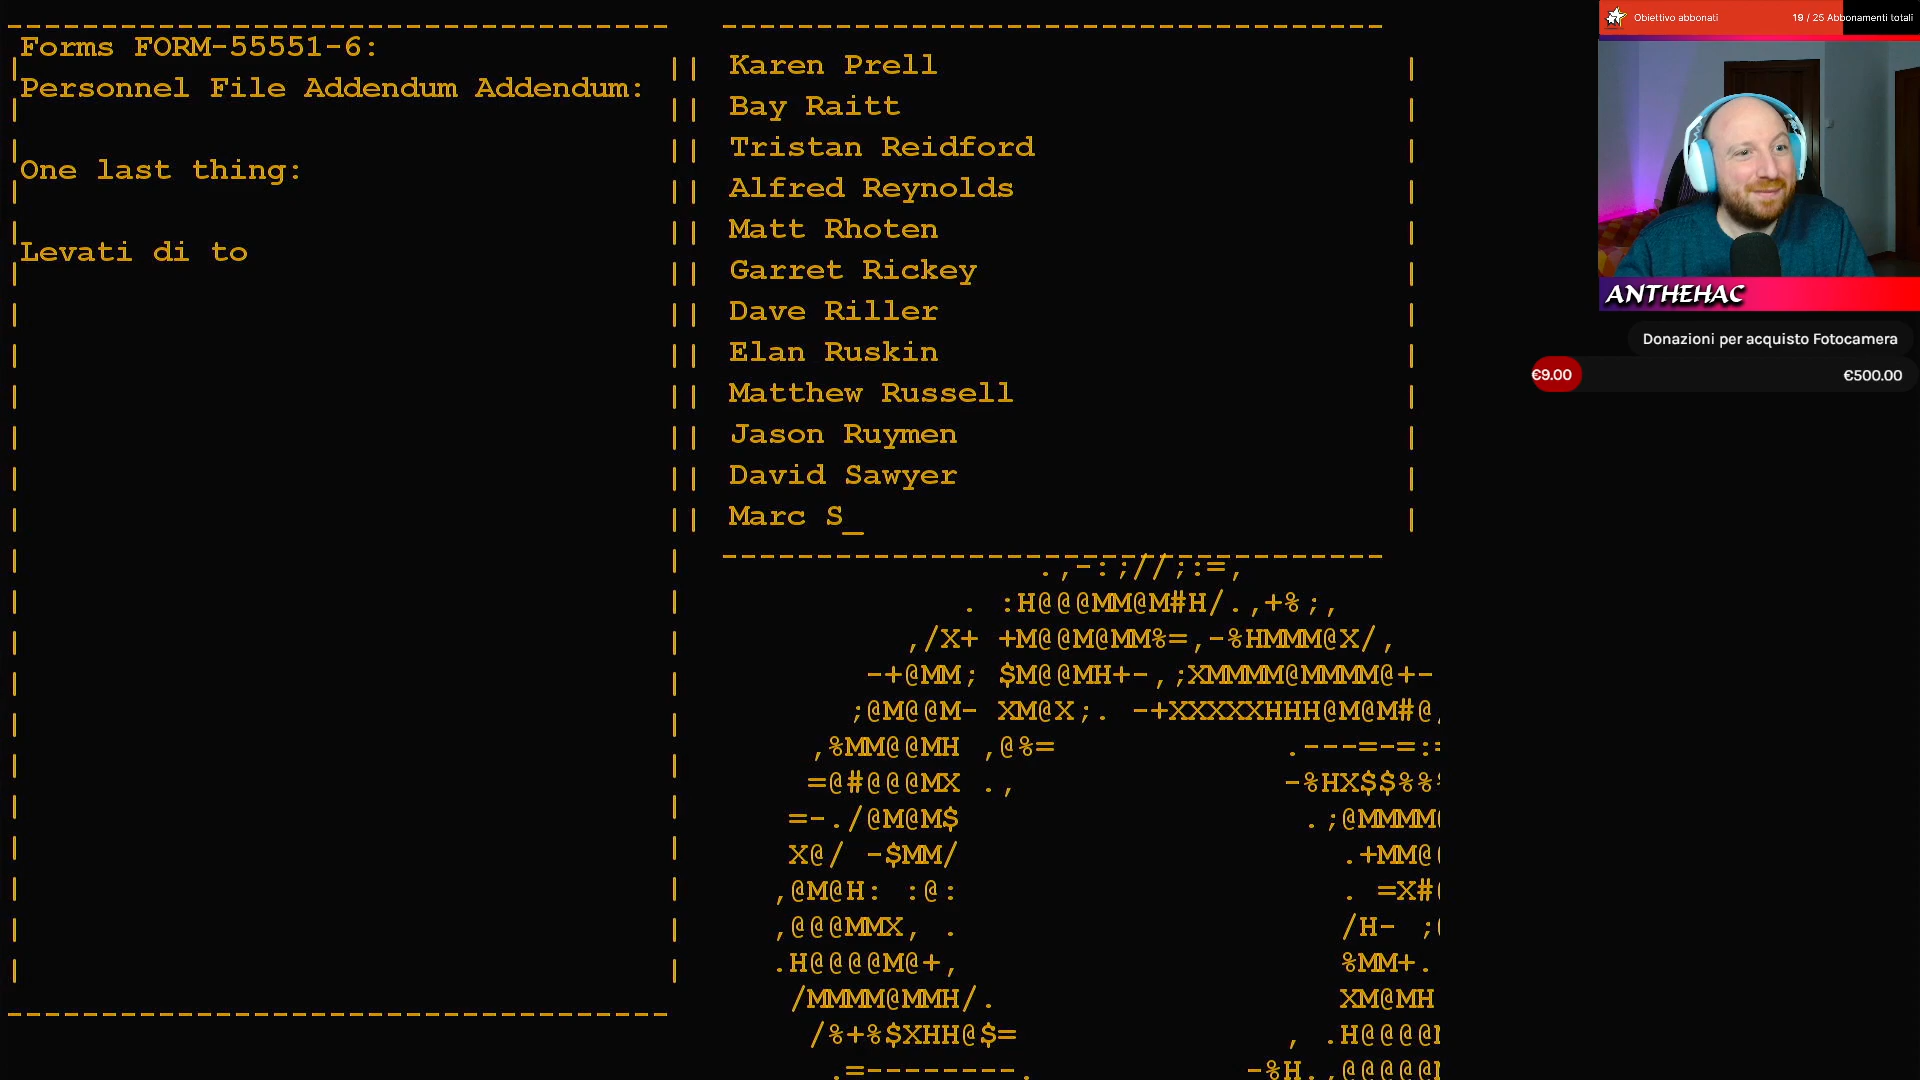 Forms FORM-55551-6:
Personnel File Addendum Addendum:
One last thing:
Levati di to
Karen Prell
Bay Raitt
Tristan Reidford
Alfred Reynolds
Matt Rhoten
Garret Rickey
Dave Riller
Elan Ruskin
Matthew Russell
Jason Ruymen
David Sawyer
Marc S_
Obiettivo abbonati
19 / 25 Abbonamenti totali
ANTHEHAC
Donazioni per acquisto Fotocamera
€9.00
€500.00